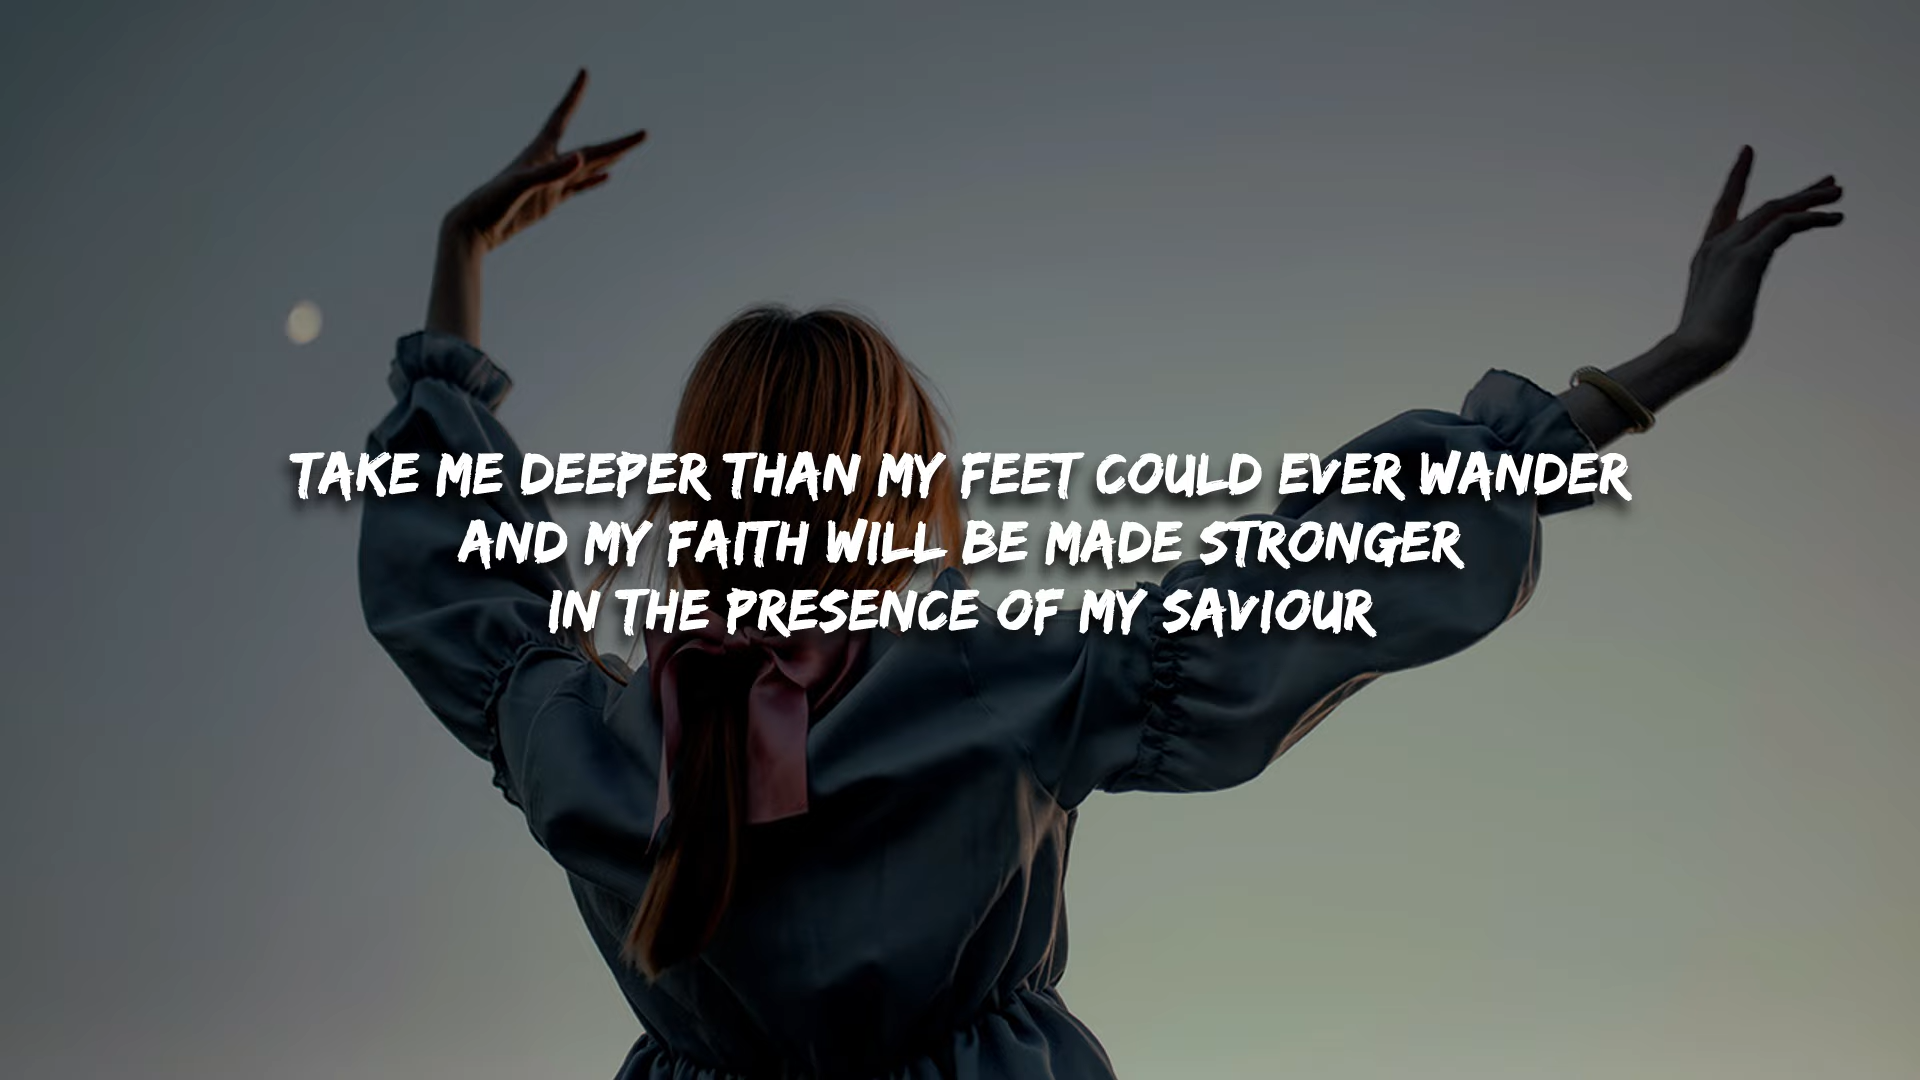 TAKE ME DEEPER THAN MY FEET COULD EVER WANDER
AND MY FAITH WILL BE MADE STRONGER
IN THE PRESENCE OF MY SAVIOUR